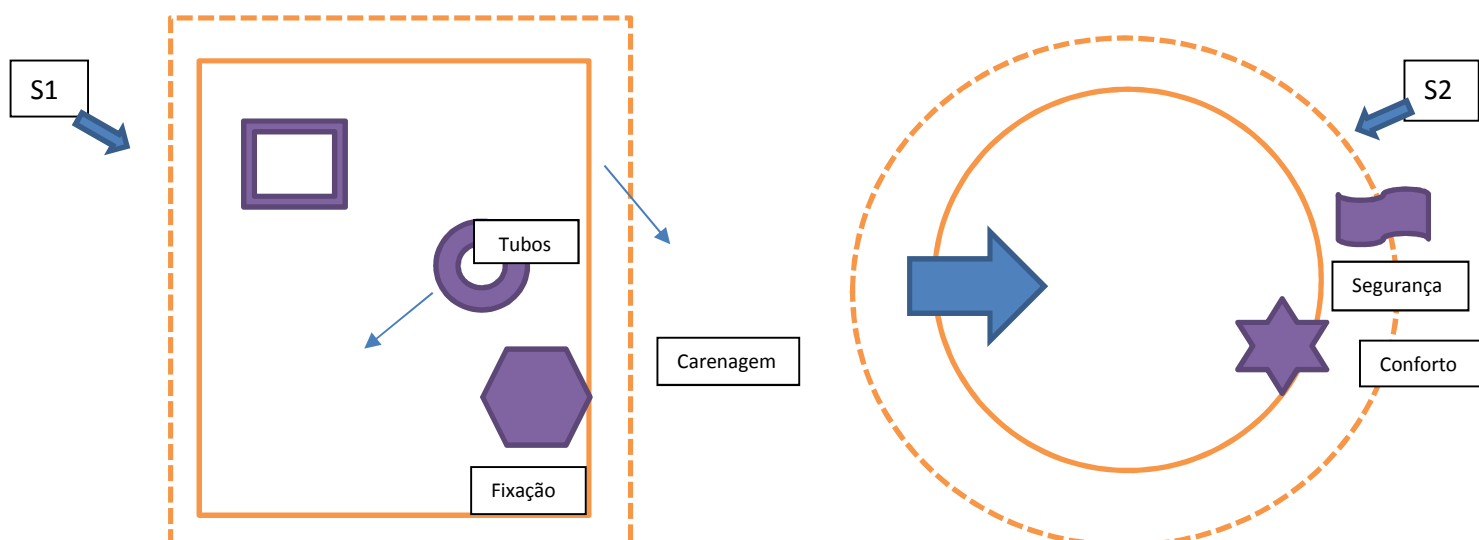 S1
S2
Tubos
Segurança
Carenagem
Conforto
Fixação